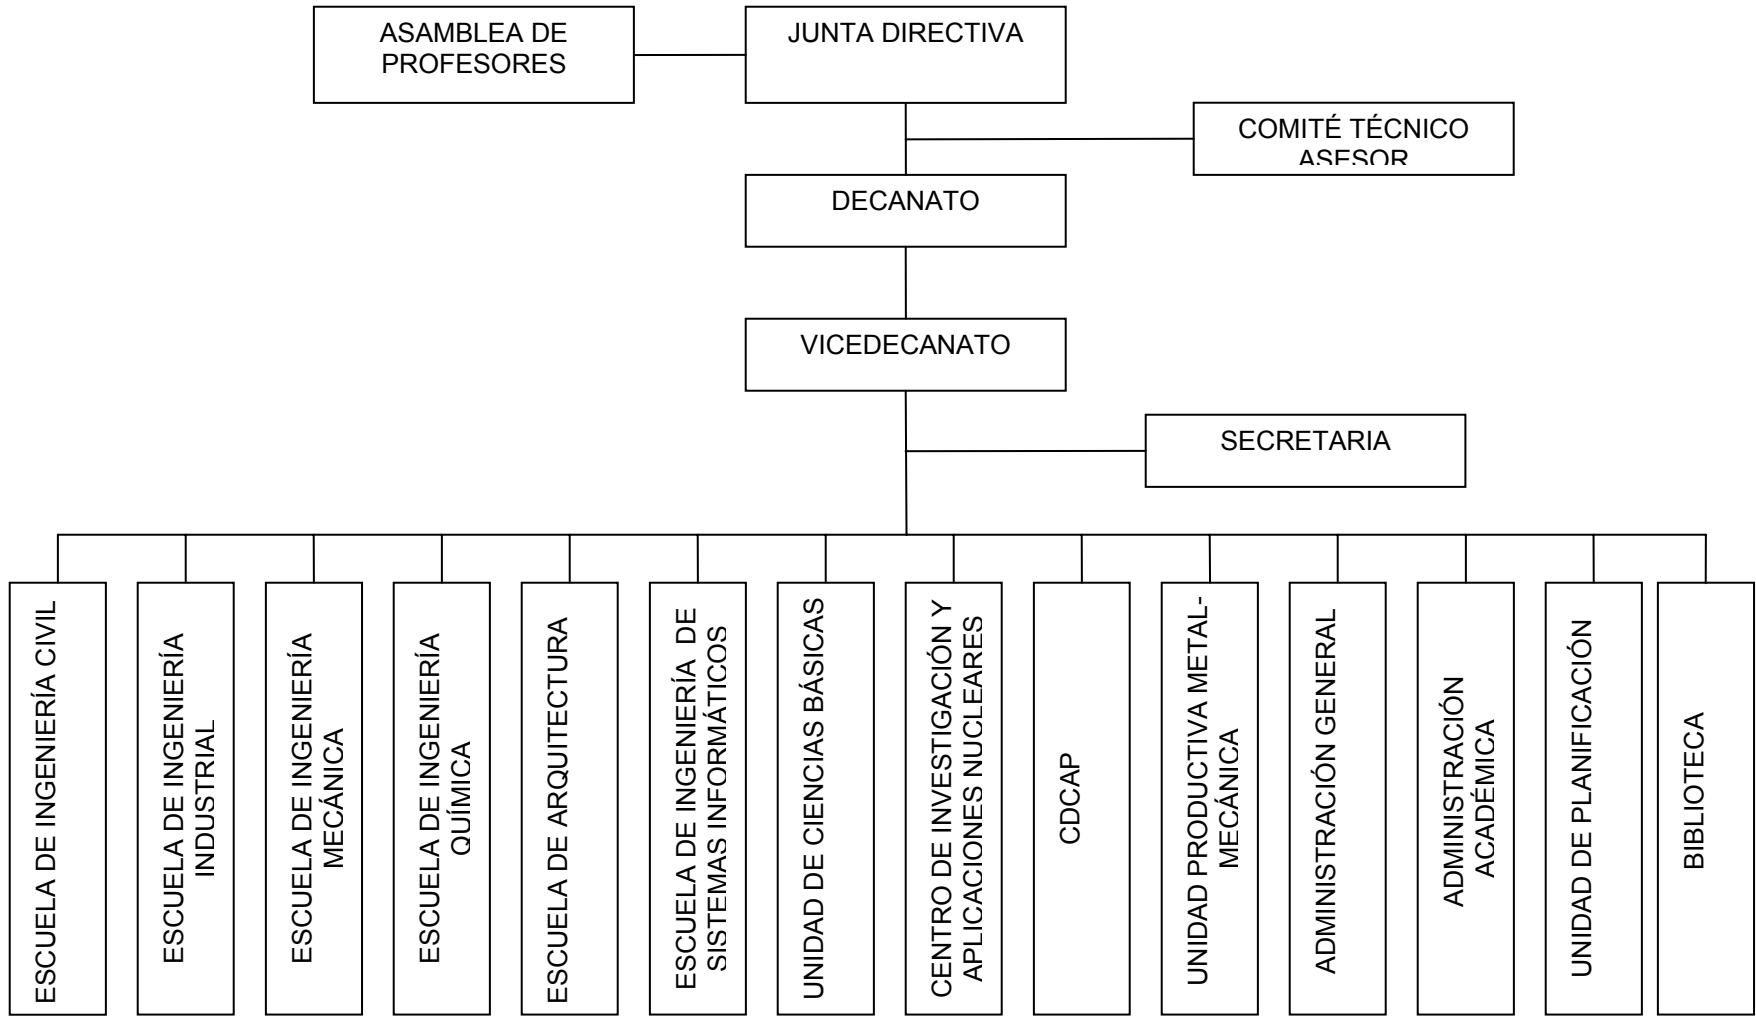 ASAMBLEA DE
PROFESORES
JUNTA DIRECTIVA
COMITÉ TÉCNICO
ASESOR
DECANATO
VICEDECANATO
SECRETARIA
ESCUELA DE INGENIERÍA CIVIL
ESCUELA DE INGENIERÍA
INDUSTRIAL
ESCUELA DE INGENIERÍA
MECÁNICA
ESCUELA DE INGENIERÍA
QUÍMICA
ESCUELA DE ARQUITECTURA
ESCUELA DE INGENIERÍA DE
SISTEMAS INFORMÁTICOS
UNIDAD DE CIENCIAS BÁSICAS
CENTRO DE INVESTIGACIÓN Y
APLICACIONES NUCLEARES
CDCAP
UNIDAD PRODUCTIVA METAL-
MECÁNICA
ADMINISTRACIÓN GENERAL
ADMINISTRACIÓN
ACADÉMICA
UNIDAD DE PLANIFICACIÓN
BIBLIOTECA